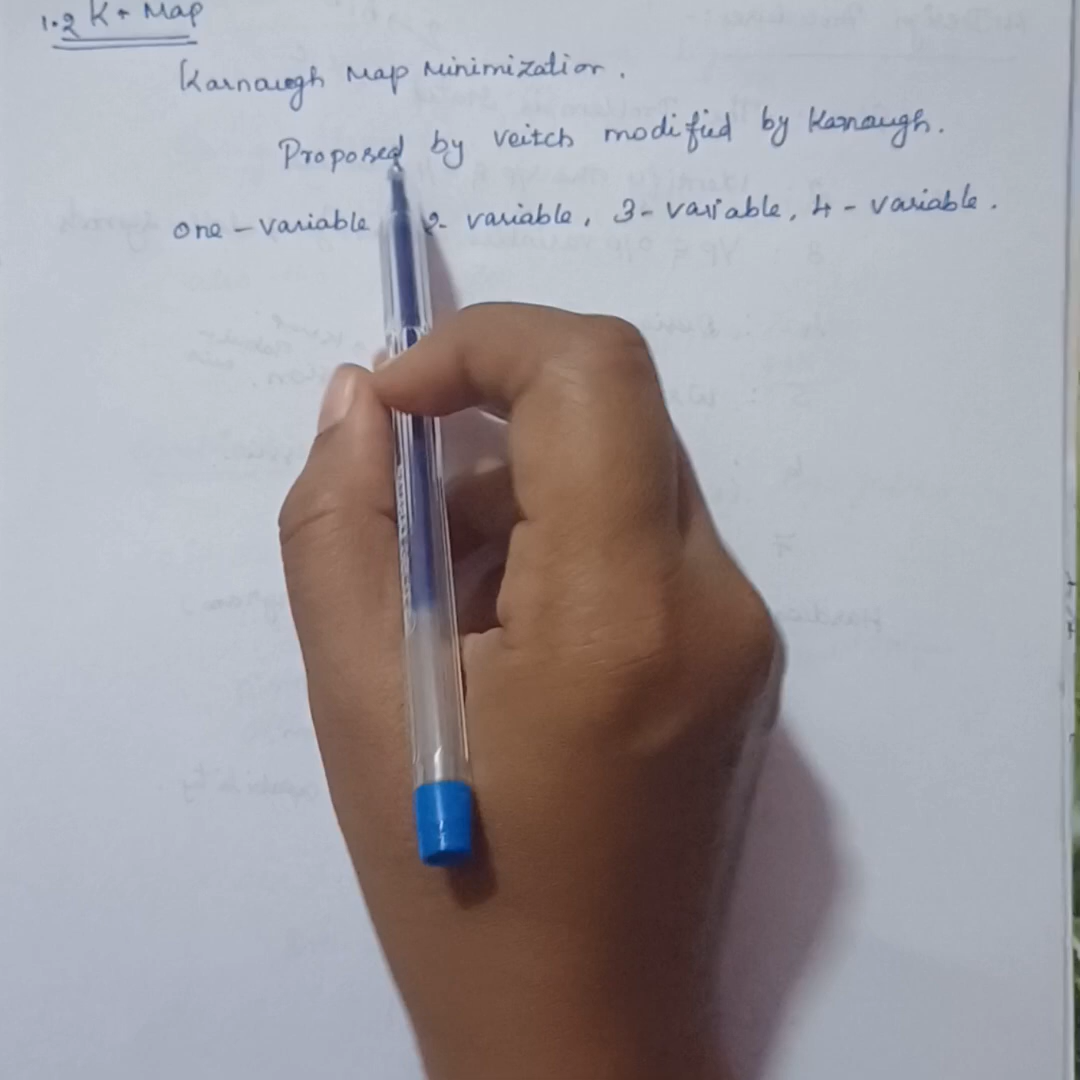 1.2 K-Map
Karnaugh Map Minimization.
Proposed by veitch modified by Karnaugh.
one-variable 2-variable, 3-variable, 4-variable.